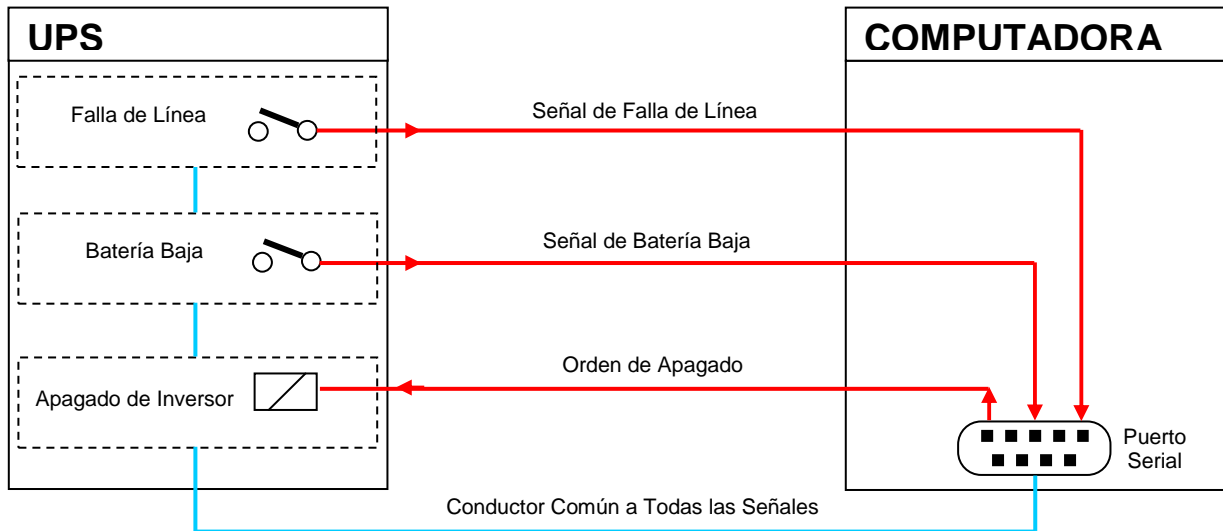 UPS
COMPUTADORA
Falla de Línea
Señal de Falla de Línea
Batería Baja
Señal de Batería Baja
Apagado de Inversor
Orden de Apagado
Puerto
Serial
Conductor Común a Todas las Señales